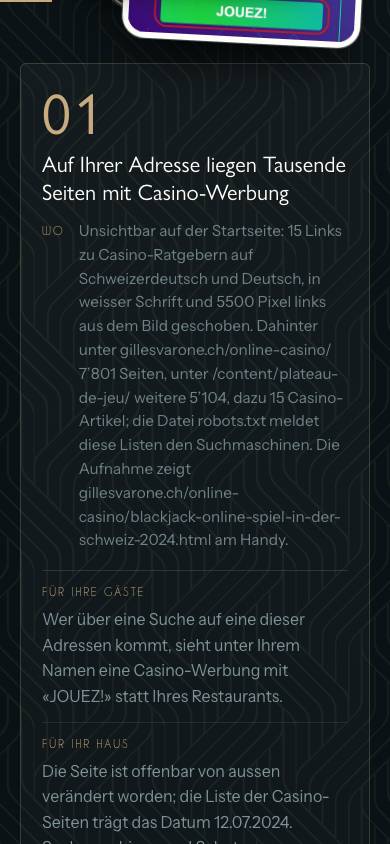 JOUEZ!
01
Auf Ihrer Adresse liegen Tausende
Seiten mit Casino-Werbung
WO
Unsichtbar auf der Startseite: 15 Links
zu Casino-Ratgebern auf
Schweizerdeutsch und Deutsch, in
weisser Schrift und 5500 Pixel links
aus dem Bild geschoben. Dahinter
unter gillesvarone.ch/online-casino/
7’801 Seiten, unter /content/plateau-
de-jeu/ weitere 5’104, dazu 15 Casino-
Artikel; die Datei robots.txt meldet
diese Listen den Suchmaschinen. Die
Aufnahme zeigt
gillesvarone.ch/online-
casino/blackjack-online-spiel-in-der-
schweiz-2024.html am Handy.
FÜR IHRE GÄSTE
Wer über eine Suche auf eine dieser
Adressen kommt, sieht unter Ihrem
Namen eine Casino-Werbung mit
«JOUEZ!» statt Ihres Restaurants.
FÜR IHR HAUS
Die Seite ist offenbar von aussen
verändert worden; die Liste der Casino-
Seiten trägt das Datum 12.07.2024.